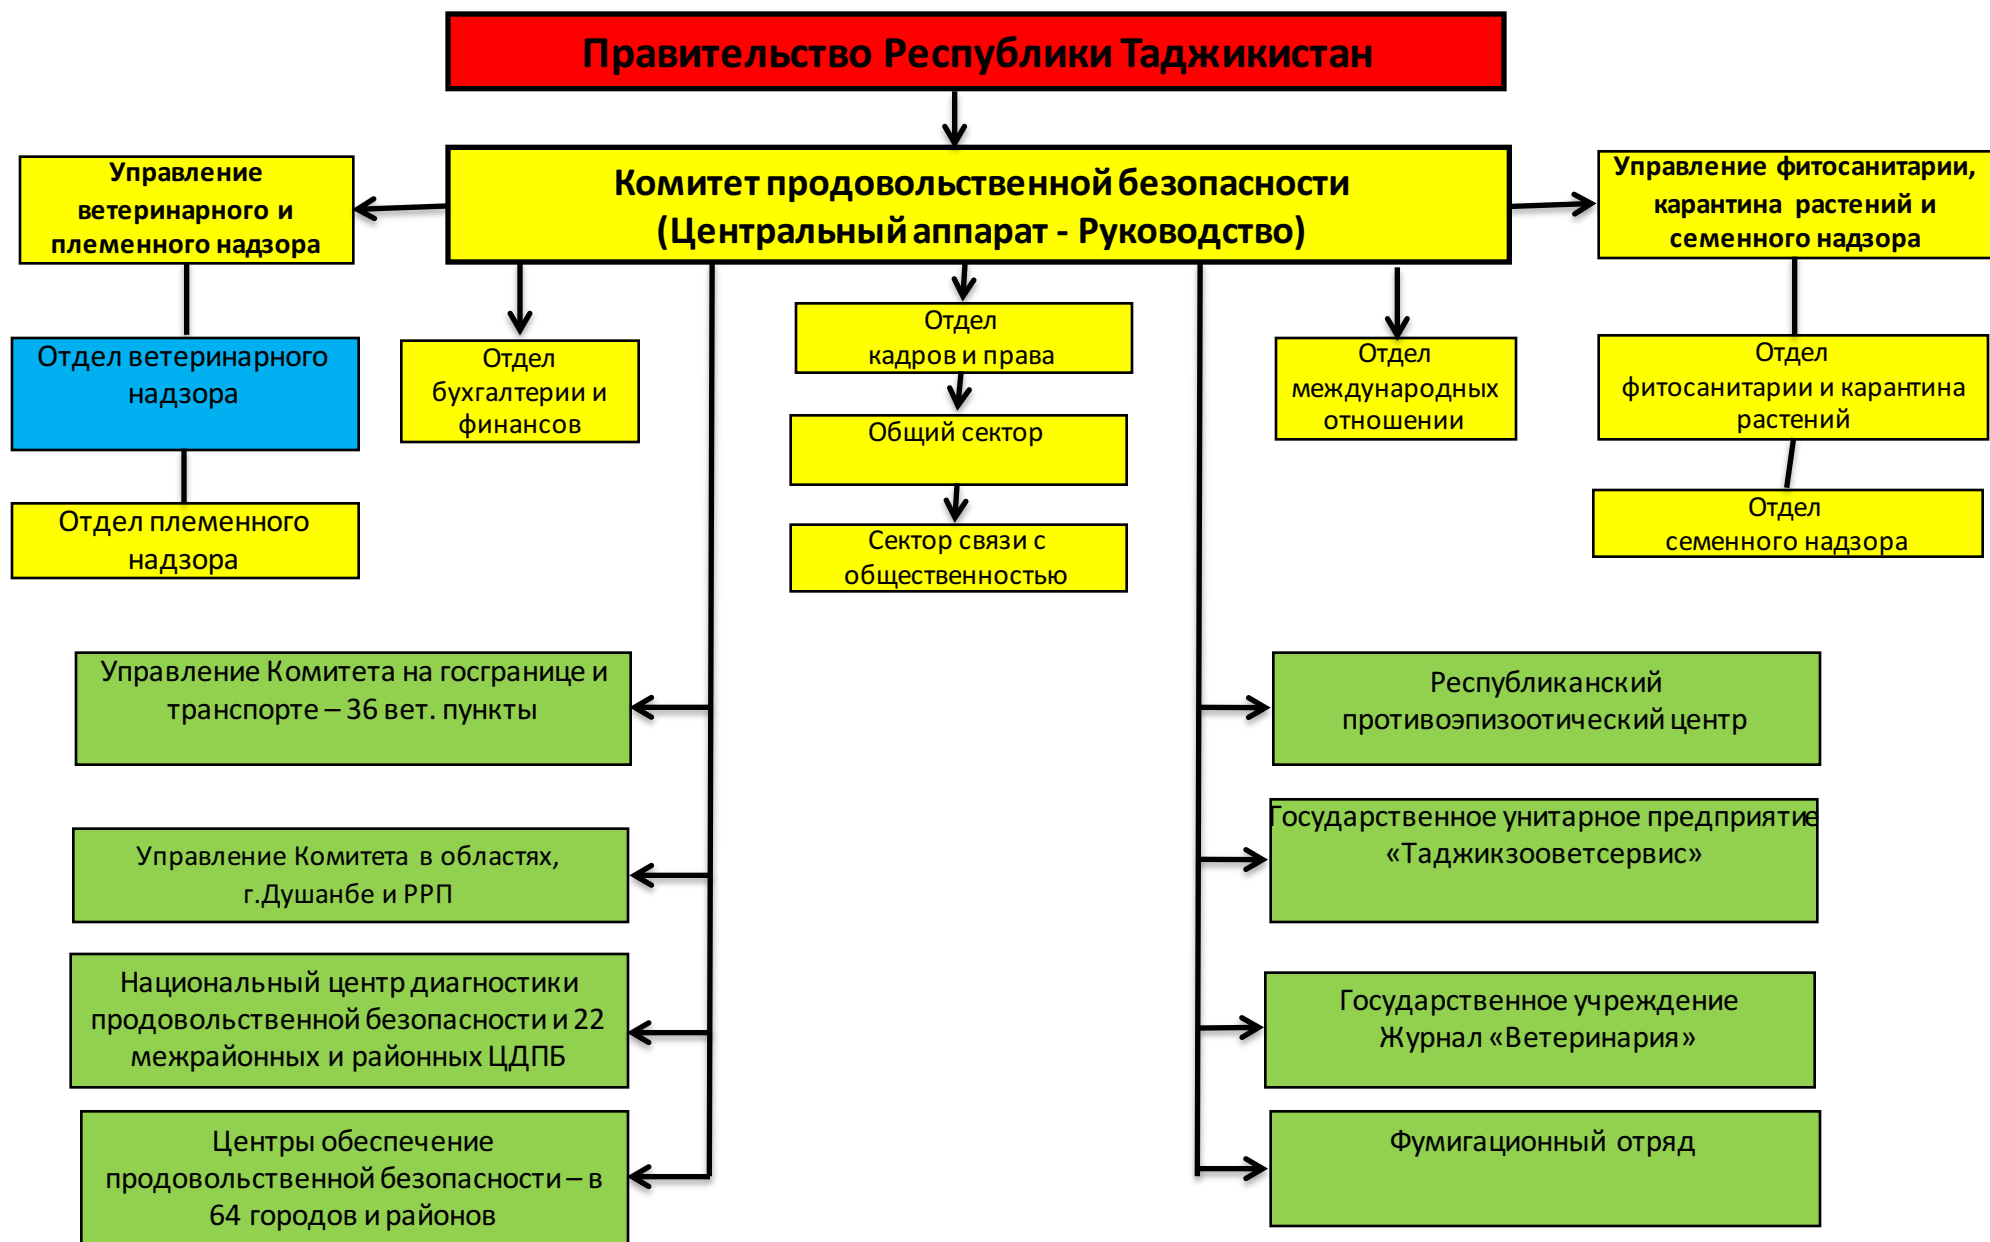 Правительство Республики Таджикистан
Управление
ветеринарного и
племенного надзора
Комитет продовольственной безопасности
(Центральный аппарат - Руководство)
Управление фитосанитарии,
карантина растений и
семенного надзора
Отдел ветеринарного
надзора
Отдел
бухгалтерии и
финансов
Отдел
кадров и права
Отдел
международных
отношении
Отдел
фитосанитарии и карантина
растений
Общий сектор
Отдел племенного
надзора
Сектор связи с
общественностью
Отдел
семенного надзора
Управление Комитета на госгранице и
транспорте – 36 вет. пункты
Республиканский
противоэпизоотический центр
Управление Комитета в областях,
г.Душанбе и РРП
Государственное унитарное предприятие
«Таджикзооветсервис»
Национальный центр диагностики
продовольственной безопасности и 22
межрайонных и районных ЦДПБ
Государственное учреждение
Журнал «Ветеринария»
Центры обеспечение
продовольственной безопасности – в
64 городов и районов
Фумигационный отряд